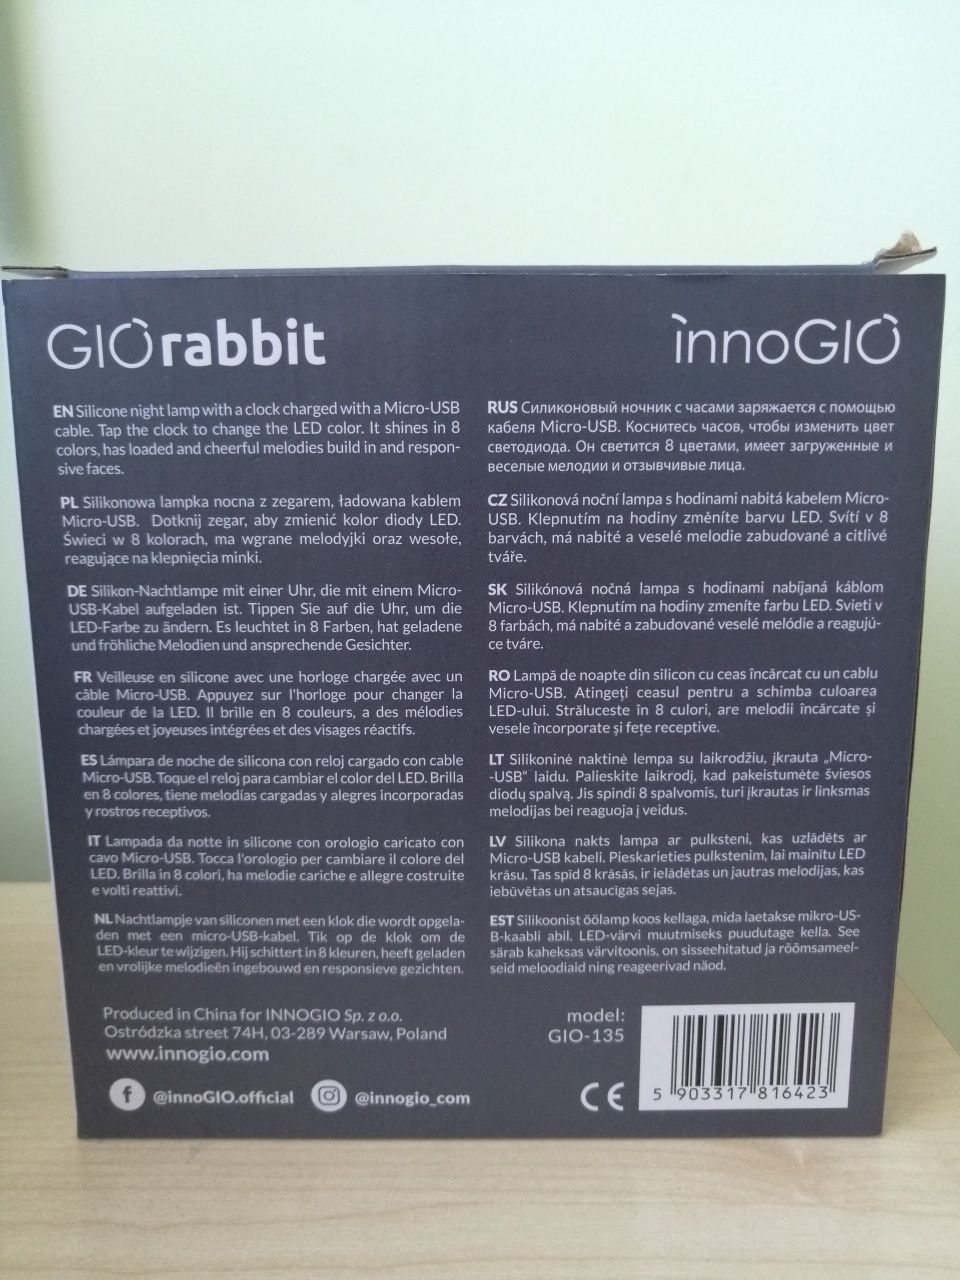 GIÒrabbit
ìnnoGIÒ
EN Silicone night lamp with a clock charged with a Micro-USB
cable. Tap the clock to change the LED color. It shines in 8
colors, has loaded and cheerful melodies build in and respon-
sive faces.
PL Silikonowa lampka nocna z zegarem, ładowana kablem
Micro-USB. Dotknij zegar, aby zmienić kolor diody LED.
Świeci w 8 kolorach, ma wgrane melodyjki oraz wesołe,
reagujące na klepnięcia minki.
DE Silikon-Nachtlampe mit einer Uhr, die mit einem Micro-
USB-Kabel aufgeladen ist. Tippen Sie auf die Uhr, um die
LED-Farbe zu ändern. Es leuchtet in 8 Farben, hat geladene
und fröhliche Melodien und ansprechende Gesichter.
FR Veilleuse en silicone avec une horloge chargée avec un
câble Micro-USB. Appuyez sur l'horloge pour changer la
couleur de la LED. Il brille en 8 couleurs, a des mélodies
chargées et joyeuses intégrées et des visages réactifs.
ES Lámpara de noche de silicona con reloj cargado con cable
Micro-USB. Toque el reloj para cambiar el color del LED. Brilla
en 8 colores, tiene melodías cargadas y alegres incorporadas
y rostros receptivos.
IT Lampada da notte in silicone con orologio caricato con
cavo Micro-USB. Tocca l'orologio per cambiare il colore del
LED. Brilla in 8 colori, ha melodie cariche e allegre costruite
e volti reattivi.
NL Nachtlampje van siliconen met een klok die wordt opgela-
den met een micro-USB-kabel. Tik op de klok om de
LED-kleur te wijzigen. Hij schittert in 8 kleuren, heeft geladen
en vrolijke melodieën ingebouwd en responsieve gezichten.
RUS Силиконовый ночник с часами заряжается с помощью
кабеля Micro-USB. Коснитесь часов, чтобы изменить цвет
светодиода. Он светится 8 цветами, имеет загруженные и
веселые мелодии и отзывчивые лица.
CZ Silikonová noční lampa s hodinami nabitá kabelem Micro-
USB. Klepnutím na hodiny změníte barvu LED. Svítí v 8
barvách, má nabité a veselé melodie zabudované a citlivé
tváře.
SK Silikónová nočná lampa s hodinami nabíjaná káblom
Micro-USB. Klepnutím na hodiny zmeníte farbu LED. Svieti v
8 farbách, má nabité a zabudované veselé melódie a reagujú-
ce tváre.
RO Lampă de noapte din silicon cu ceas încărcat cu un cablu
Micro-USB. Atingeți ceasul pentru a schimba culoarea
LED-ului. Străluceste în 8 culori, are melodii încărcate și
vesele încorporate și fețe receptive.
LT Silikoninė naktinė lempa su laikrodžiu, įkrauta „Micro-
-USB“ laidu. Palieskite laikrodį, kad pakeistumėte šviesos
diodų spalvą. Jis spindi 8 spalvomis, turi įkrautas ir linksmas
melodijas bei reaguoja į veidus.
LV Silikona nakts lampa ar pulksteni, kas uzlādēts ar
Micro-USB kabeli. Pieskarieties pulkstenim, lai mainītu LED
krāsu. Tas spīd 8 krāsās, ir ielādētas un jautras melodijas, kas
iebūvētas un atsaucīgas sejas.
EST Silikoonist öölamp koos kellaga, mida laetakse mikro-US-
B-kaabli abil. LED-värvi muutmiseks puudutage kella. See
särab kaheksas värvitoonis, on sisseehitatud ja rõõmsameel-
seid meloodiaid ning reageerivad näod.
Produced in China for INNOGIO Sp. z o.o.
Ostródzka street 74H, 03-289 Warsaw, Poland
www.innogio.com
@innoGIO.official
@innogio_com
model:
GIO-135
CE
5 903317 816423